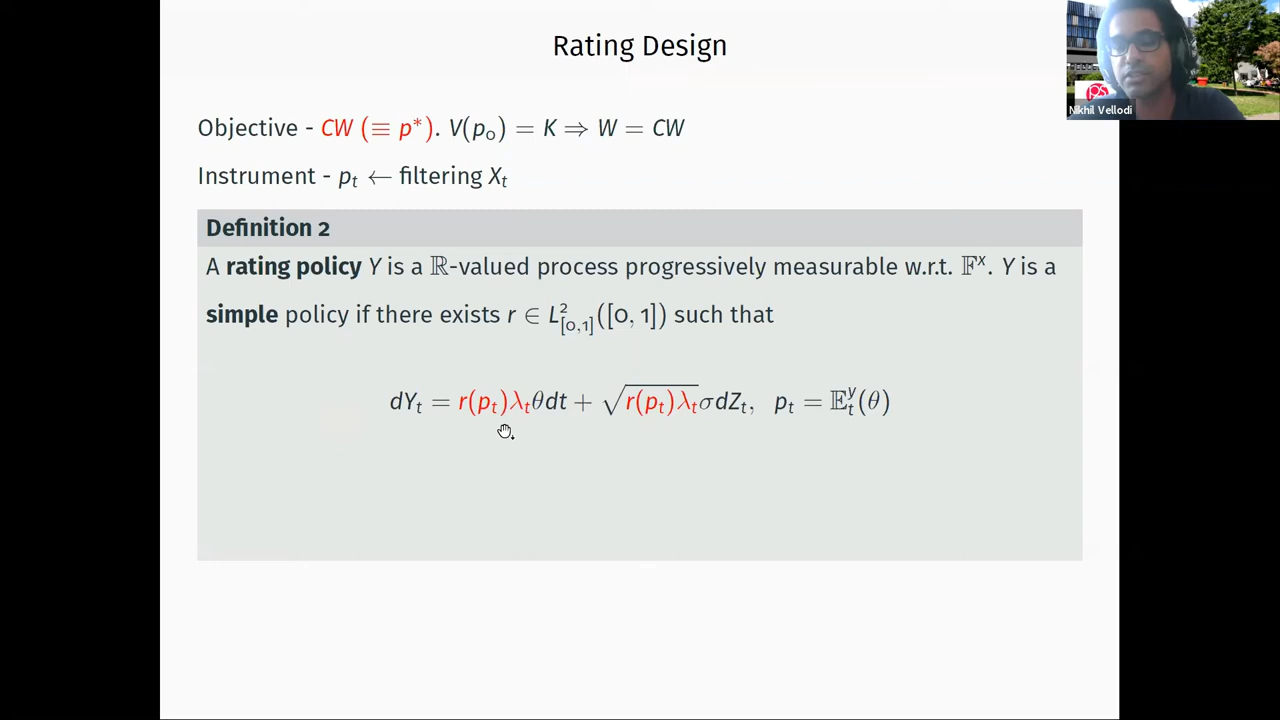 Rating Design
Nikhil Vellodi
Objective - CW (≡ p*). V(p₀) = K ⇒ W = CW
Instrument - pₜ ← filtering Xₜ
Definition 2
A rating policy Y is a ℝ-valued process progressively measurable w.r.t. 𝔽ˣ. Y is a
simple policy if there exists r ∈ L²_[0,1]([0, 1]) such that
dYₜ = r(pₜ)λₜθdt + √(r(pₜ)λₜ)σdZₜ, pₜ = 𝔼ₜʸ(θ)